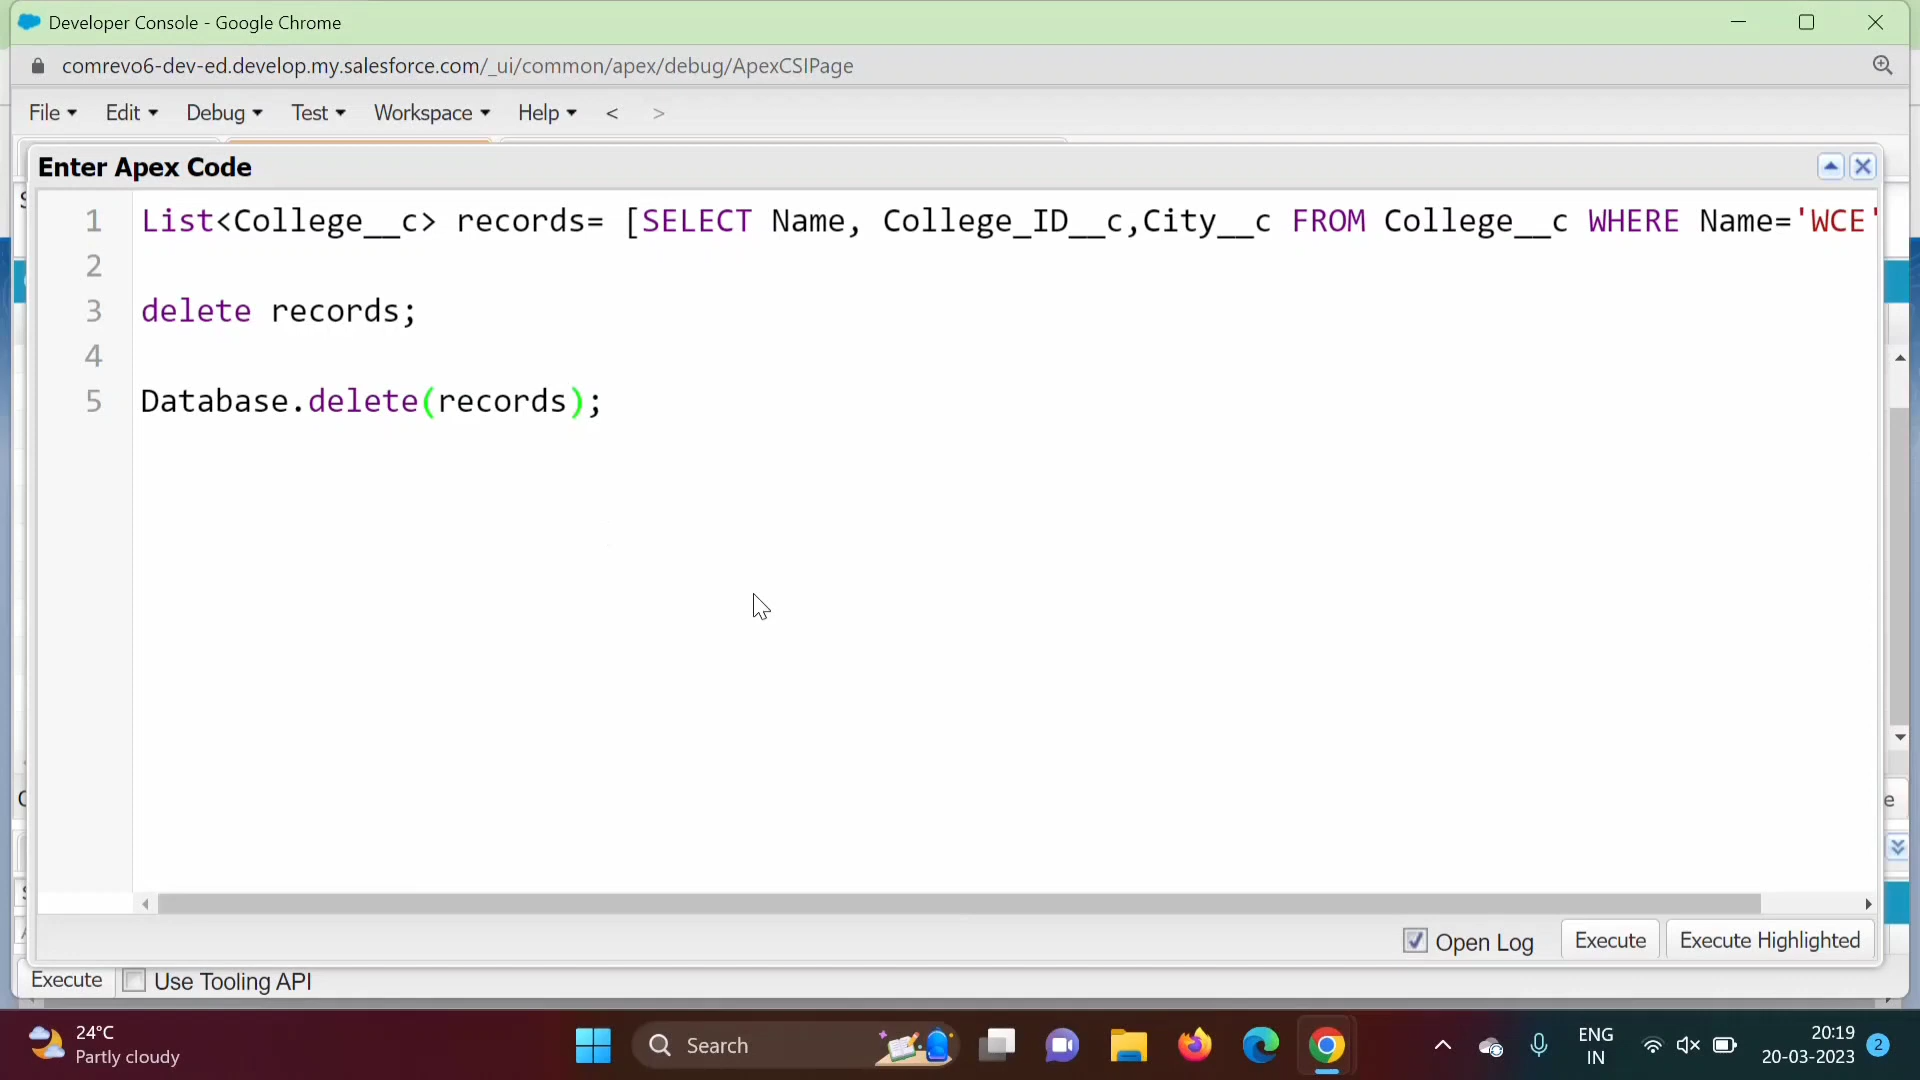 Developer Console - Google Chrome
comrevo6-dev-ed.develop.my.salesforce.com/_ui/common/apex/debug/ApexCSIPage
File Edit Debug Test Workspace Help < >
Enter Apex Code
1 List<College__c> records= [SELECT Name, College_ID__c,City__c FROM College__c WHERE Name='WCE'
2
3 delete records;
4
5 Database.delete(records);
Open Log Execute Execute Highlighted
Execute Use Tooling API
24°C
Partly cloudy
Search
ENG
IN
20:19
20-03-2023
2